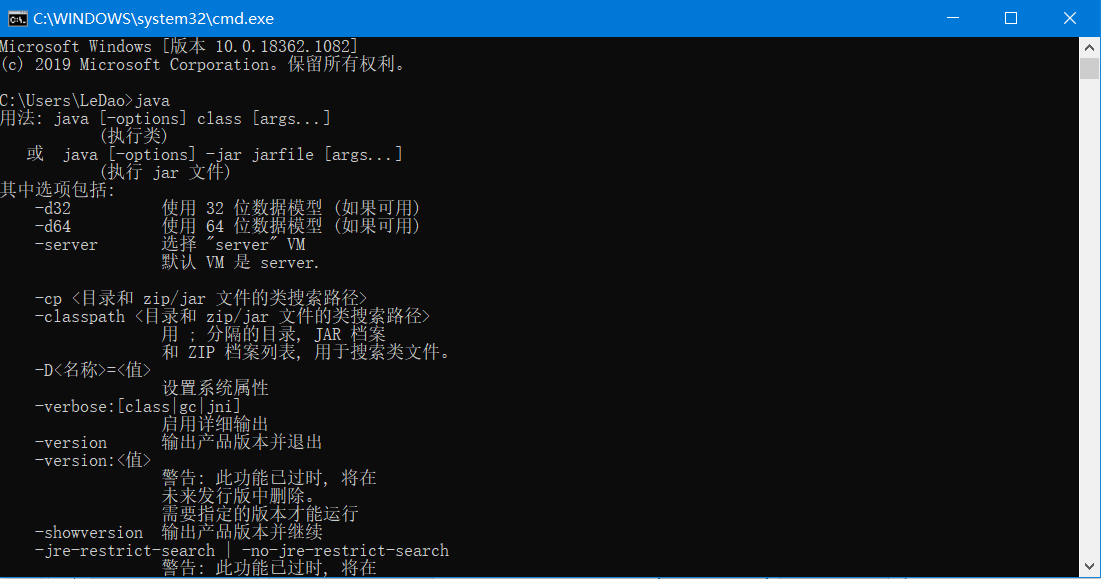 C:\WINDOWS\system32\cmd.exe
Microsoft Windows [版本 10.0.18362.1082]
(c) 2019 Microsoft Corporation。保留所有权利。
C:\Users\LeDao>java
用法: java [-options] class [args...]
(执行类)
或 java [-options] -jar jarfile [args...]
(执行 jar 文件)
其中选项包括:
-d32 使用 32 位数据模型 (如果可用)
-d64 使用 64 位数据模型 (如果可用)
-server 选择 "server" VM
默认 VM 是 server.
-cp <目录和 zip/jar 文件的类搜索路径>
-classpath <目录和 zip/jar 文件的类搜索路径>
用 ; 分隔的目录, JAR 档案
和 ZIP 档案列表, 用于搜索类文件。
-D<名称>=<值>
设置系统属性
-verbose:[class|gc|jni]
启用详细输出
-version 输出产品版本并退出
-version:<值>
警告: 此功能已过时, 将在
未来发行版中删除。
需要指定的版本才能运行
-showversion 输出产品版本并继续
-jre-restrict-search | -no-jre-restrict-search
警告: 此功能已过时, 将在